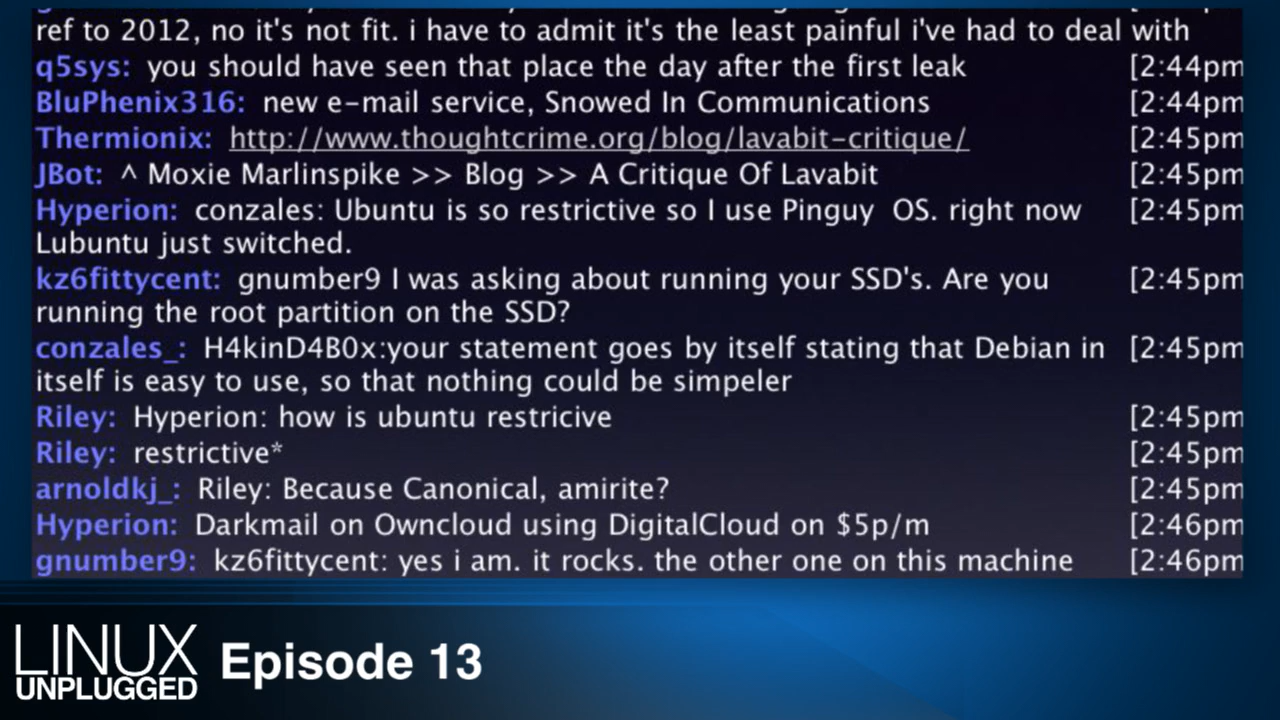 ref to 2012, no it's not fit. i have to admit it's the least painful i've had to deal with
q5sys: you should have seen that place the day after the first leak [2:44pm
BluPhenix316: new e-mail service, Snowed In Communications [2:44pm
Thermionix: http://www.thoughtcrime.org/blog/lavabit-critique/ [2:45pm
JBot: ^ Moxie Marlinspike >> Blog >> A Critique Of Lavabit [2:45pm
Hyperion: conzales: Ubuntu is so restrictive so I use Pinguy OS. right now [2:45pm
Lubuntu just switched.
kz6fittycent: gnumber9 I was asking about running your SSD's. Are you [2:45pm
running the root partition on the SSD?
conzales_: H4kinD4B0x:your statement goes by itself stating that Debian in [2:45pm
itself is easy to use, so that nothing could be simpeler
Riley: Hyperion: how is ubuntu restricive [2:45pm
Riley: restrictive* [2:45pm
arnoldkj_: Riley: Because Canonical, amirite? [2:45pm
Hyperion: Darkmail on Owncloud using DigitalCloud on $5p/m [2:46pm
gnumber9: kz6fittycent: yes i am. it rocks. the other one on this machine [2:46pm
LINUX
UNPLUGGED
Episode 13